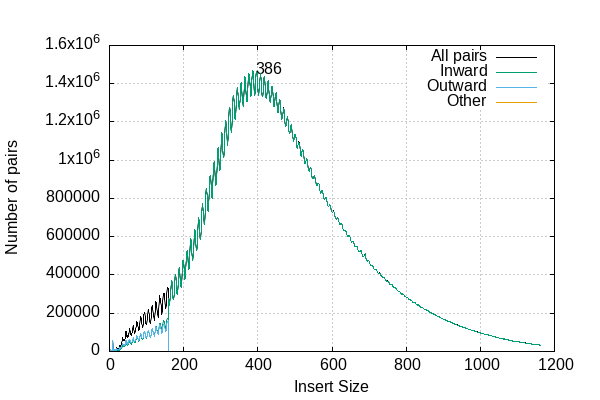 1.6x10^6
1.4x10^6
1.2x10^6
1x10^6
800000
600000
400000
200000
0
Number of pairs
386
All pairs
Inward
Outward
Other
0 200 400 600 800 1000 1200
Insert Size